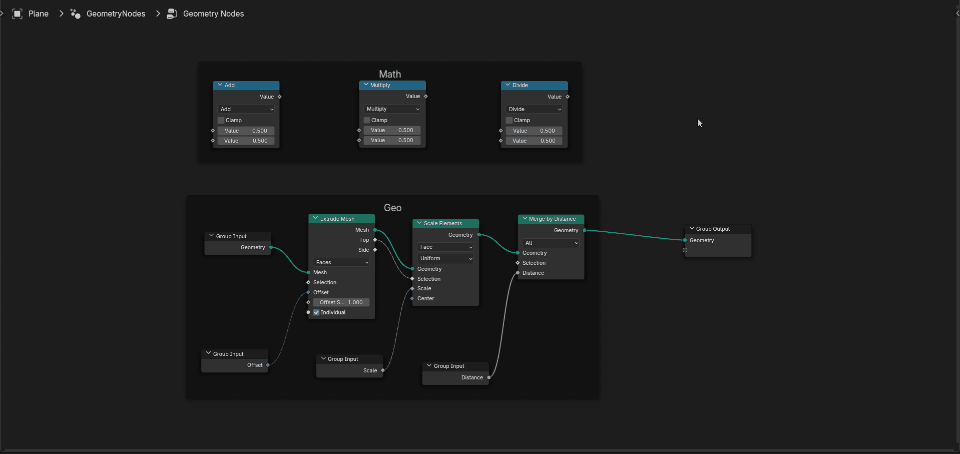 Plane > GeometryNodes > Geometry Nodes
Math
Add
Value
Add
Clamp
Value 0.500
Value 0.500
Multiply
Value
Multiply
Clamp
Value 0.500
Value 0.500
Divide
Value
Divide
Clamp
Value 0.500
Value 0.500
Geo
Group Input
Geometry
Extrude Mesh
Mesh
Top
Side
Faces
Mesh
Selection
Offset
Offset S... 1.000
Individual
Scale Elements
Geometry
Face
Uniform
Geometry
Selection
Scale
Center
Merge by Distance
Geometry
All
Geometry
Selection
Distance
Group Output
Geometry
Group Input
Offset
Group Input
Scale
Group Input
Distance